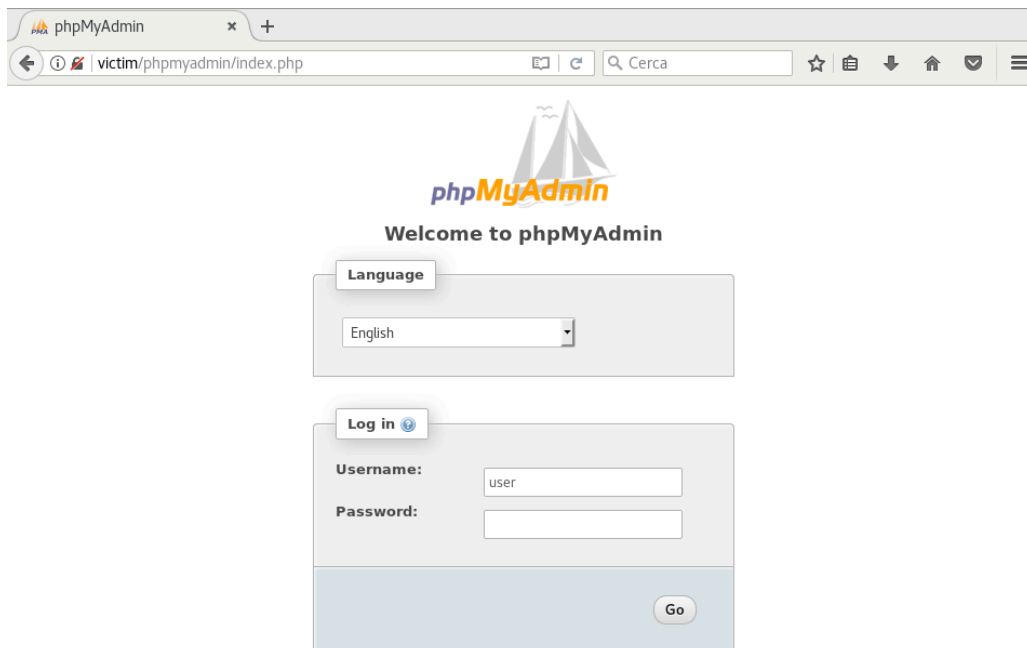 phpMyAdmin
victim/phpmyadmin/index.php
Cerca
phpMyAdmin
Welcome to phpMyAdmin
Language
English
Log in
Username:
user
Password:
Go